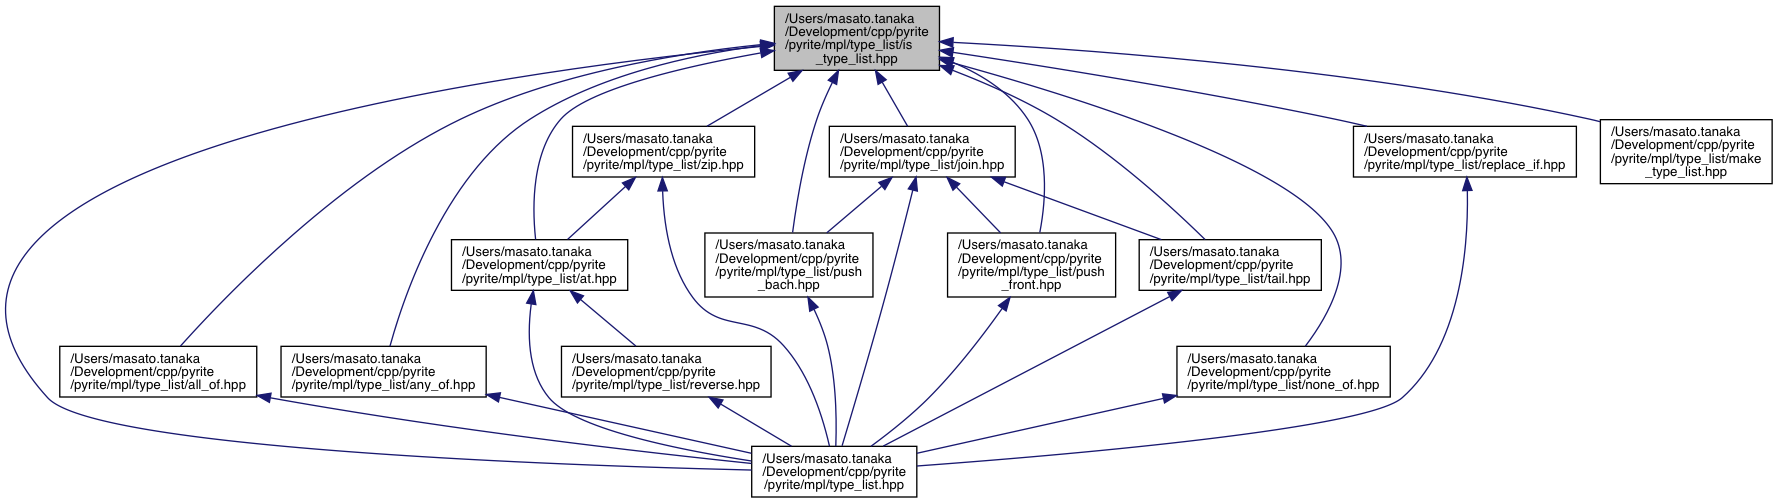 /Users/masato.tanaka
/Development/cpp/pyrite
/pyrite/mpl/type_list/is
_type_list.hpp
/Users/masato.tanaka
/Development/cpp/pyrite
/pyrite/mpl/type_list/zip.hpp
/Users/masato.tanaka
/Development/cpp/pyrite
/pyrite/mpl/type_list/join.hpp
/Users/masato.tanaka
/Development/cpp/pyrite
/pyrite/mpl/type_list/replace_if.hpp
/Users/masato.tanaka
/Development/cpp/pyrite
/pyrite/mpl/type_list/make
_type_list.hpp
/Users/masato.tanaka
/Development/cpp/pyrite
/pyrite/mpl/type_list/at.hpp
/Users/masato.tanaka
/Development/cpp/pyrite
/pyrite/mpl/type_list/push
_bach.hpp
/Users/masato.tanaka
/Development/cpp/pyrite
/pyrite/mpl/type_list/push
_front.hpp
/Users/masato.tanaka
/Development/cpp/pyrite
/pyrite/mpl/type_list/tail.hpp
/Users/masato.tanaka
/Development/cpp/pyrite
/pyrite/mpl/type_list/all_of.hpp
/Users/masato.tanaka
/Development/cpp/pyrite
/pyrite/mpl/type_list/any_of.hpp
/Users/masato.tanaka
/Development/cpp/pyrite
/pyrite/mpl/type_list/reverse.hpp
/Users/masato.tanaka
/Development/cpp/pyrite
/pyrite/mpl/type_list/none_of.hpp
/Users/masato.tanaka
/Development/cpp/pyrite
/pyrite/mpl/type_list.hpp